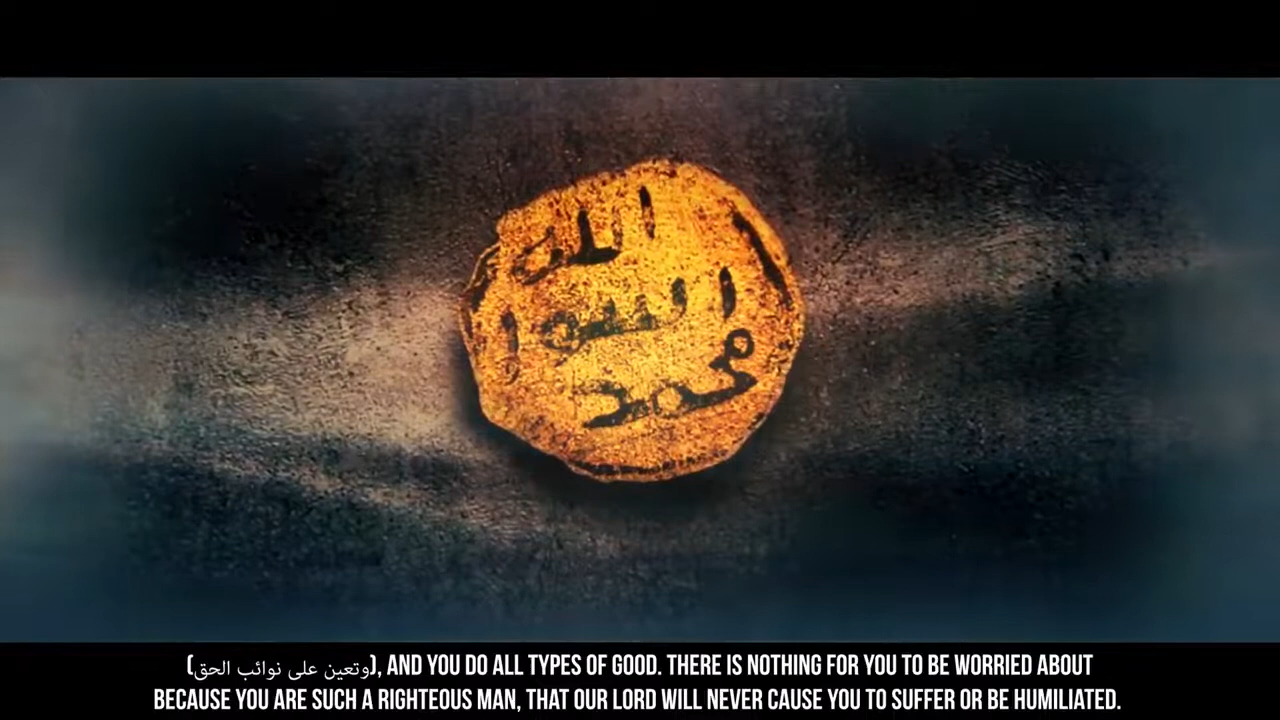 الله
الرسول
محمد
(وتعين على نوائب الحق), AND YOU DO ALL TYPES OF GOOD. THERE IS NOTHING FOR YOU TO BE WORRIED ABOUT
BECAUSE YOU ARE SUCH A RIGHTEOUS MAN, THAT OUR LORD WILL NEVER CAUSE YOU TO SUFFER OR BE HUMILIATED.